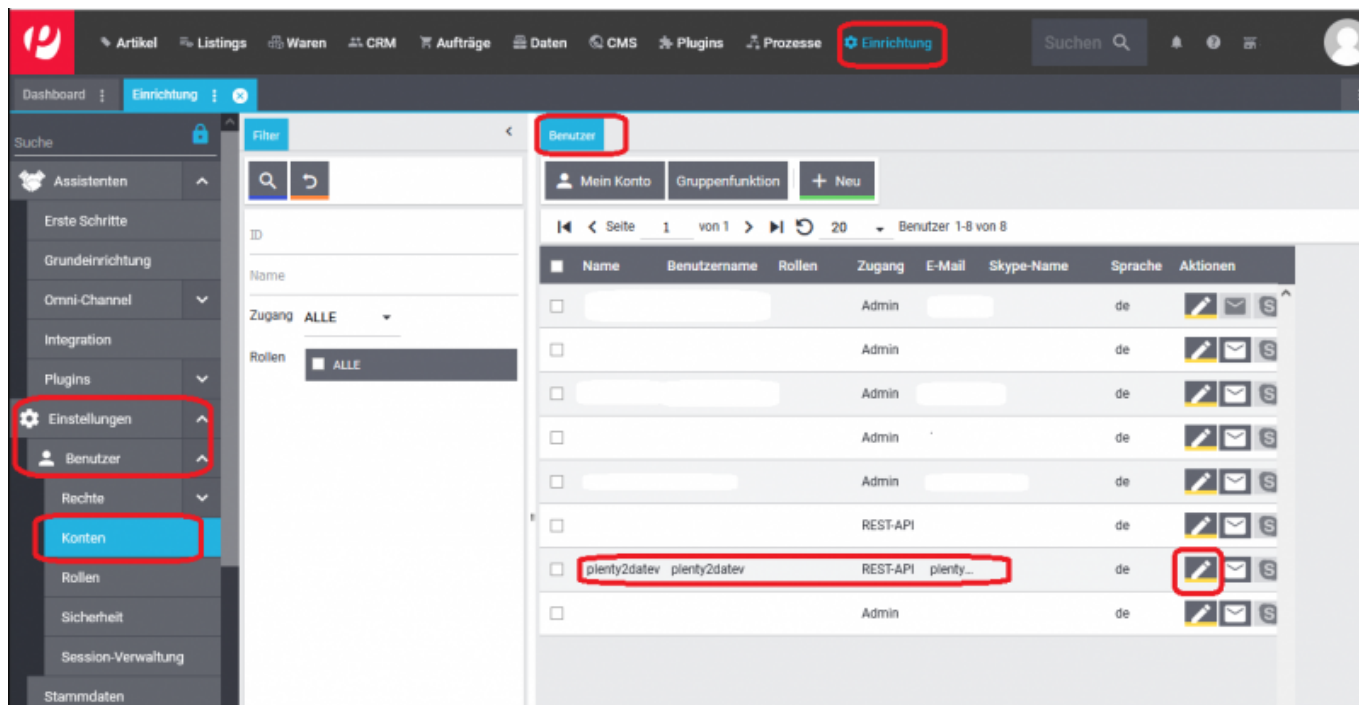 Artikel Listings Waren CRM Aufträge Daten CMS Plugins Prozesse Einrichtung Suchen
Dashboard Einrichtung
Suche
Assistenten
Erste Schritte
Grundeinrichtung
Omni-Channel
Integration
Plugins
Einstellungen
Benutzer
Rechte
Konten
Rollen
Sicherheit
Session-Verwaltung
Stammdaten
Filter
ID
Name
Zugang ALLE
Rollen ALLE
Benutzer
Mein Konto Gruppenfunktion + Neu
Seite 1 von 1 20 Benutzer 1-8 von 8
Name Benutzername Rollen Zugang E-Mail Skype-Name Sprache Aktionen
Admin de
Admin de
Admin de
Admin de
Admin de
REST-API de
plenty2datev plenty2datev REST-API plenty... de
Admin de